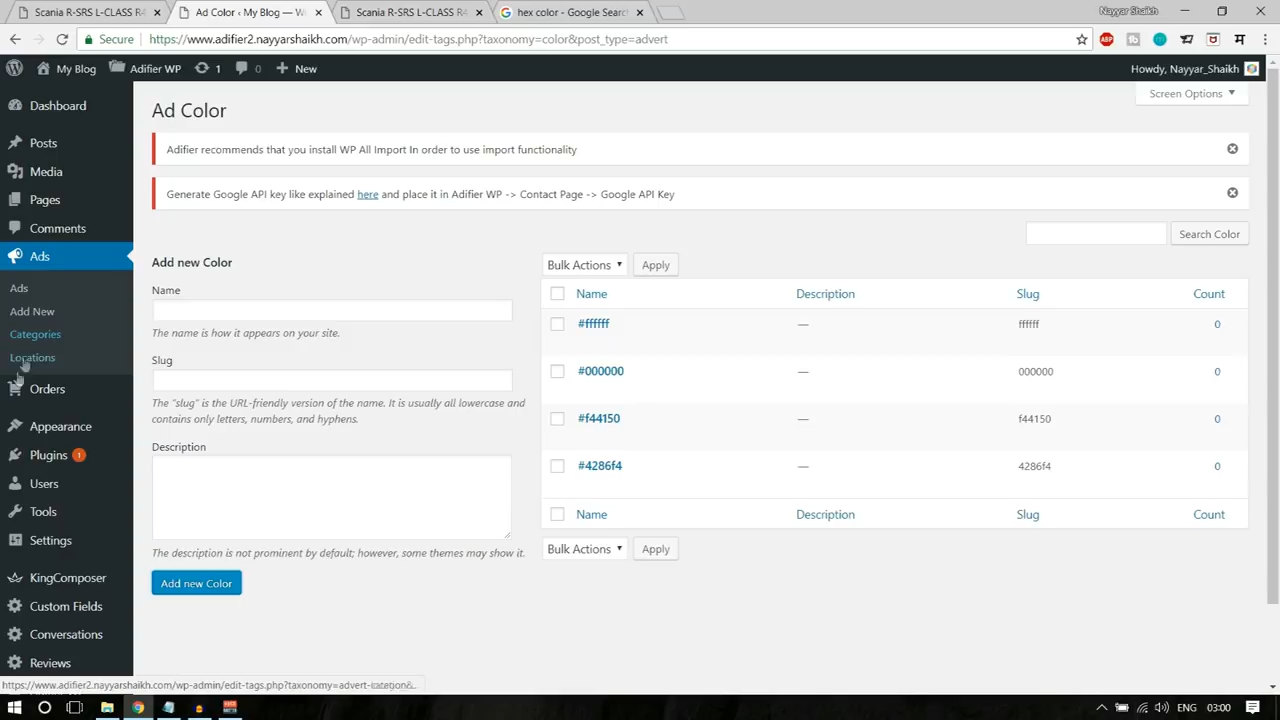 Scania R-SRS L-CLASS R4
Ad Color ‹ My Blog — W
Scania R-SRS L-CLASS R4
hex color - Google Searc
Nayyar Shaikh
Secure
https://www.adifier2.nayyarshaikh.com/wp-admin/edit-tags.php?taxonomy=color&post_type=advert
ABP
My Blog
Adifier WP
1
0
New
Howdy, Nayyar_Shaikh
Screen Options
Dashboard
Posts
Media
Pages
Comments
Ads
Ads
Add New
Categories
Locations
Orders
Appearance
Plugins 1
Users
Tools
Settings
KingComposer
Custom Fields
Conversations
Reviews
Ad Color
Adifier recommends that you install WP All Import In order to use import functionality
Generate Google API key like explained here and place it in Adifier WP -> Contact Page -> Google API Key
Search Color
Add new Color
Name
The name is how it appears on your site.
Slug
The "slug" is the URL-friendly version of the name. It is usually all lowercase and
contains only letters, numbers, and hyphens.
Description
The description is not prominent by default; however, some themes may show it.
Add new Color
Bulk Actions
Apply
Name Description Slug Count
#ffffff — ffffff 0
#000000 — 000000 0
#f44150 — f44150 0
#4286f4 — 4286f4 0
Name Description Slug Count
Bulk Actions
Apply
https://www.adifier2.nayyarshaikh.com/wp-admin/edit-tags.php?taxonomy=advert-location&...
ENG
03:00